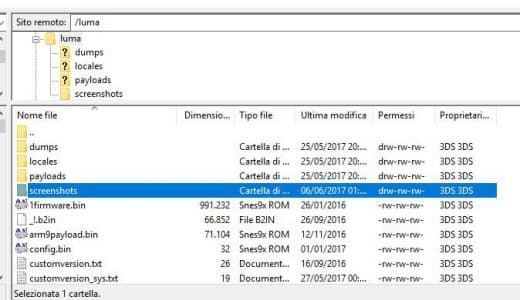 Sito remoto: /luma
luma
dumps
locales
payloads
screenshots
Nome file Dimensio... Tipo file Ultima modifica Permessi Proprietari...
..
dumps Cartella di ... 25/05/2017 20:... drw-rw-rw- 3DS 3DS
locales Cartella di ... 25/05/2017 20:... drw-rw-rw- 3DS 3DS
payloads Cartella di ... 25/05/2017 20:... drw-rw-rw- 3DS 3DS
screenshots Cartella di ... 06/06/2017 01:... drw-rw-rw- 3DS 3DS
1firmware.bin 991.232 Snes9x ROM 26/01/2016 -rw-rw-rw- 3DS 3DS
_!.b2in 66.852 File B2IN 26/09/2016 -rw-rw-rw- 3DS 3DS
arm9payload.bin 71.104 Snes9x ROM 12/11/2016 -rw-rw-rw- 3DS 3DS
config.bin 32 Snes9x ROM 01/01/2017 -rw-rw-rw- 3DS 3DS
customversion.txt 26 Document... 16/09/2016 -rw-rw-rw- 3DS 3DS
customversion_sys.txt 19 Document... 27/05/2017 00:... -rw-rw-rw- 3DS 3DS
Selezionata 1 cartella.